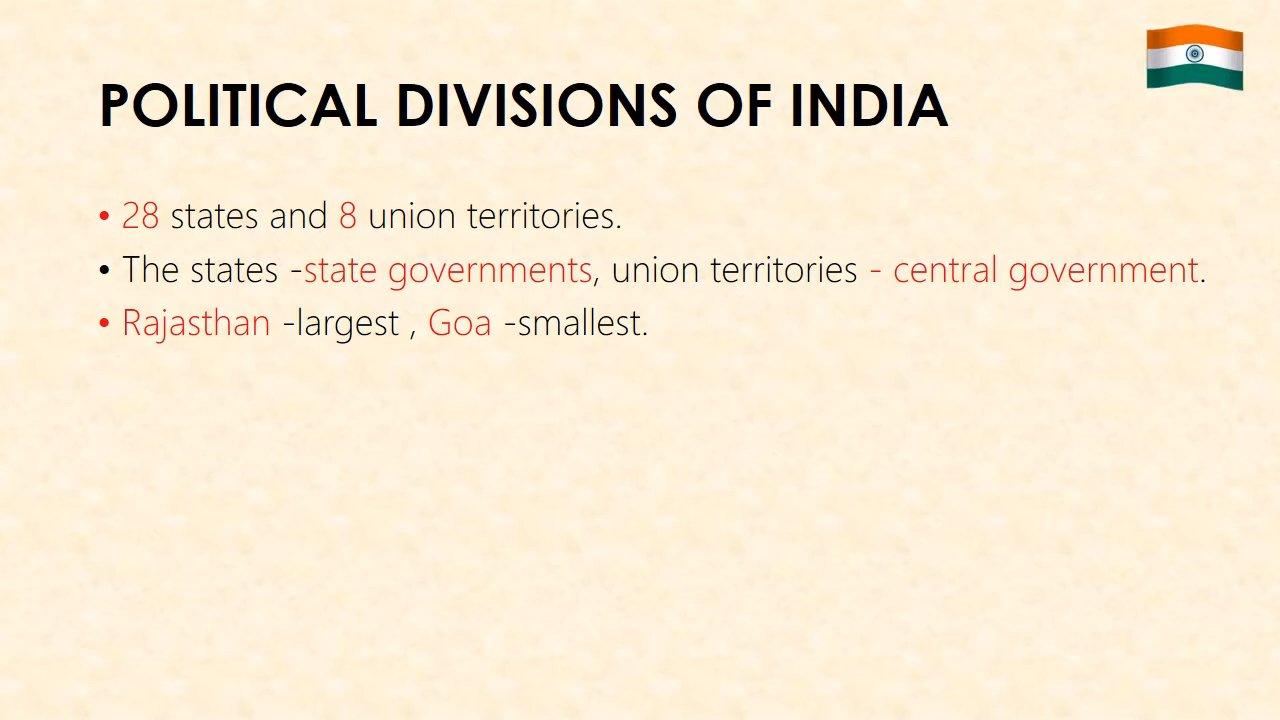 POLITICAL DIVISIONS OF INDIA
• 28 states and 8 union territories.
• The states -state governments, union territories - central government.
• Rajasthan -largest , Goa -smallest.